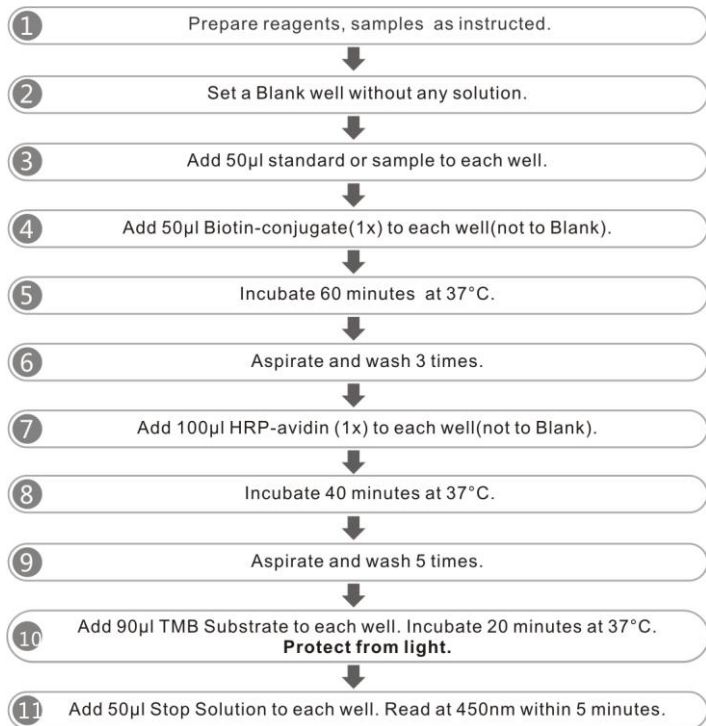 1 Prepare reagents, samples as instructed.
2 Set a Blank well without any solution.
3 Add 50µl standard or sample to each well.
4 Add 50µl Biotin-conjugate(1x) to each well(not to Blank).
5 Incubate 60 minutes at 37°C.
6 Aspirate and wash 3 times.
7 Add 100µl HRP-avidin (1x) to each well(not to Blank).
8 Incubate 40 minutes at 37°C.
9 Aspirate and wash 5 times.
10 Add 90µl TMB Substrate to each well. Incubate 20 minutes at 37°C.
Protect from light.
11 Add 50µl Stop Solution to each well. Read at 450nm within 5 minutes.